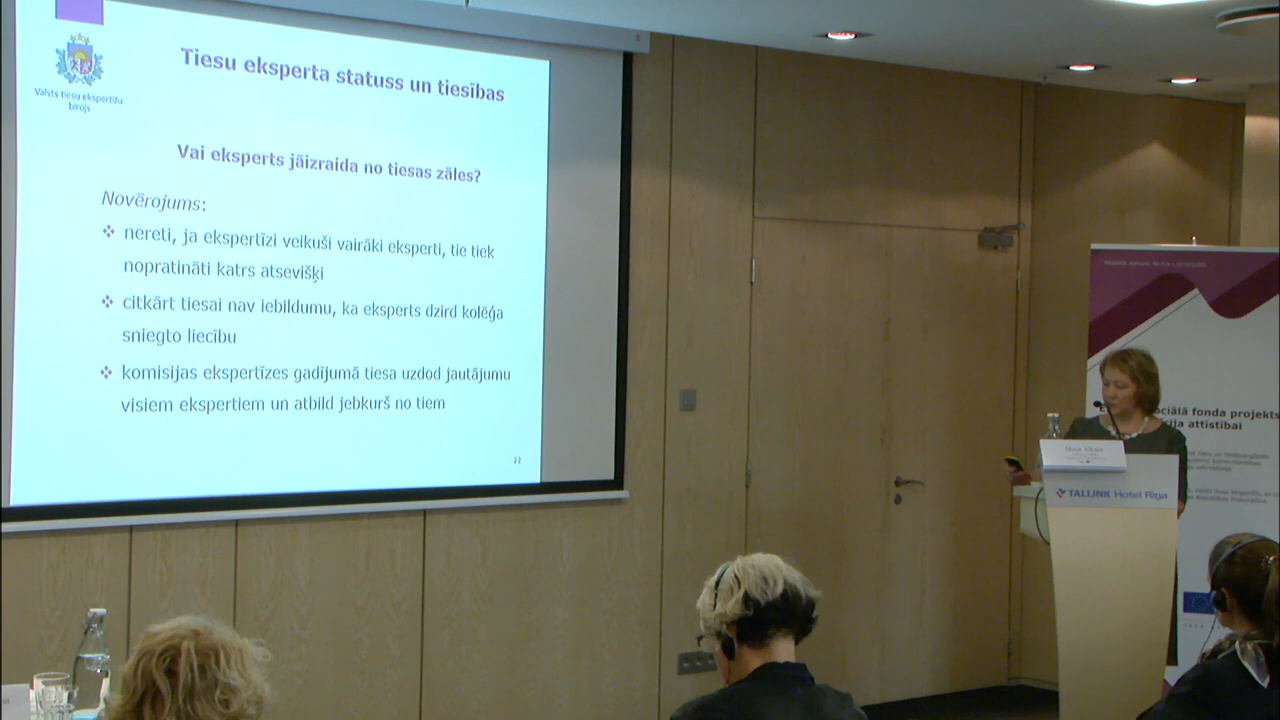 Valsts tiesu ekspertīžu
birojs
Tiesu eksperta statuss un tiesības
Vai eksperts jāizraida no tiesas zāles?
Novērojums:
nereti, ja ekspertīzi veikuši vairāki eksperti, tie tiek
nopratināti katrs atsevišķi
citkārt tiesai nav iebildumu, ka eksperts dzird kolēģa
sniegto liecību
komisijas ekspertīzes gadījumā tiesa uzdod jautājumu
visiem ekspertiem un atbild jebkurš no tiem
22
ociālā fonda projekts
cija attīstībai
TALLINK Hotel Riga